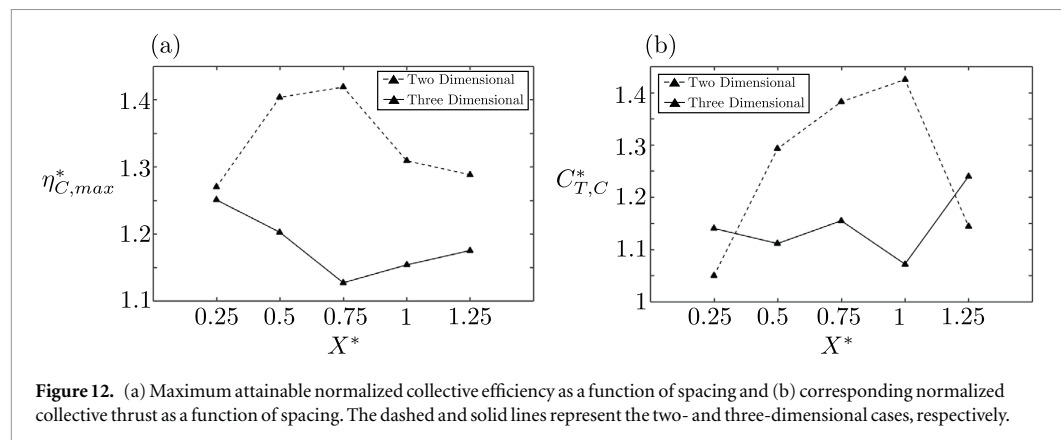 (a)
Two Dimensional
Three Dimensional
1.4
1.3
1.2
1.1
η*C,max
0.25 0.5 0.75 1 1.25
X*
(b)
Two Dimensional
Three Dimensional
1.4
1.3
1.2
1.1
1
C*T,C
0.25 0.5 0.75 1 1.25
X*
Figure 12. (a) Maximum attainable normalized collective efficiency as a function of spacing and (b) corresponding normalized
collective thrust as a function of spacing. The dashed and solid lines represent the two- and three-dimensional cases, respectively.